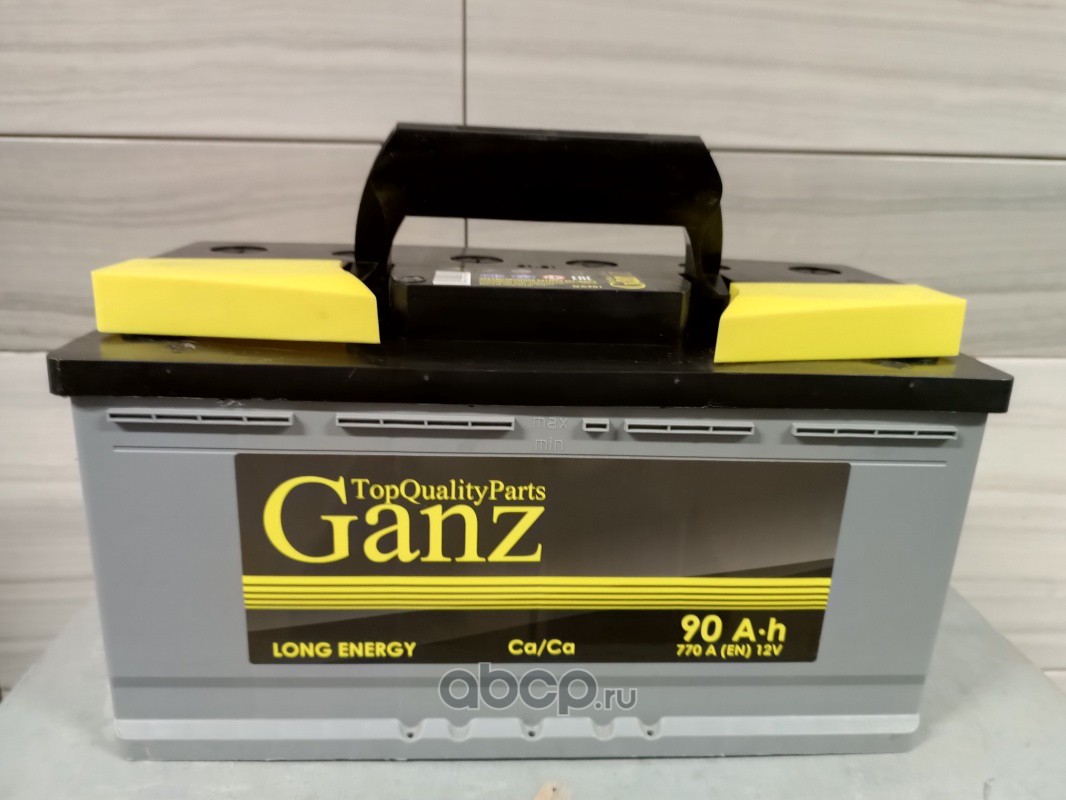 max
min
TopQualityParts
Ganz
90 A·h
770 A (EN) 12V
LONG ENERGY
Ca/Ca
abcp.ru